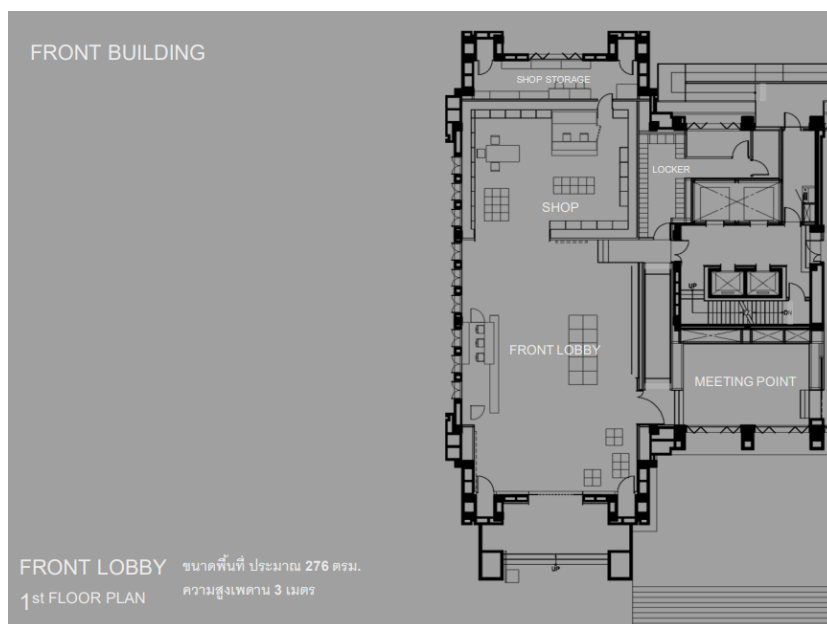 FRONT BUILDING
SHOP STORAGE
LOCKER
SHOP
UP
FRONT LOBBY
MEETING POINT
FRONT LOBBY
1st FLOOR PLAN
ขนาดพื้นที่ ประมาณ 276 ตรม.
ความสูงเพดาน 3 เมตร
UP